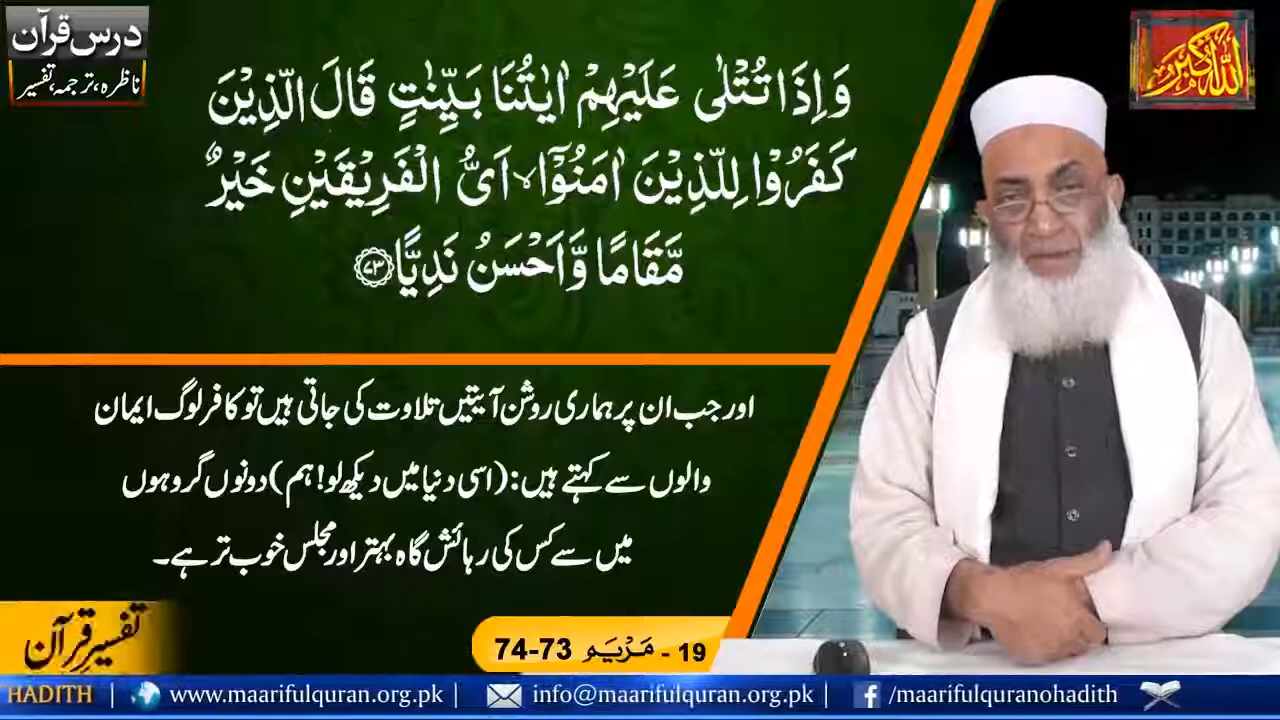 درس قرآن
ناظرہ، ترجمہ، تفسیر
اللہ اکبر
وَاِذَا تُتْلٰى عَلَيْهِمْ اٰيٰتُنَا بَيِّنٰتٍ قَالَ الَّذِيْنَ
كَفَرُوْا لِلَّذِيْنَ اٰمَنُوْۤا ۙ اَىُّ الْفَرِيْقَيْنِ خَيْرٌ
مَّقَامًا وَّاَحْسَنُ نَدِيًّا ﴿۷۳﴾
اور جب ان پر ہماری روشن آیتیں تلاوت کی جاتی ہیں تو کافر لوگ ایمان
والوں سے کہتے ہیں: (اسی دنیا میں دیکھ لو! ہم) دونوں گروہوں
میں سے کس کی رہائش گاہ بہتر اور مجلس خوب تر ہے۔
تفسیر قرآن
19 - مَرْيَم 73-74
HADITH | www.maarifulquran.org.pk | info@maarifulquran.org.pk | /maarifulquranohadith